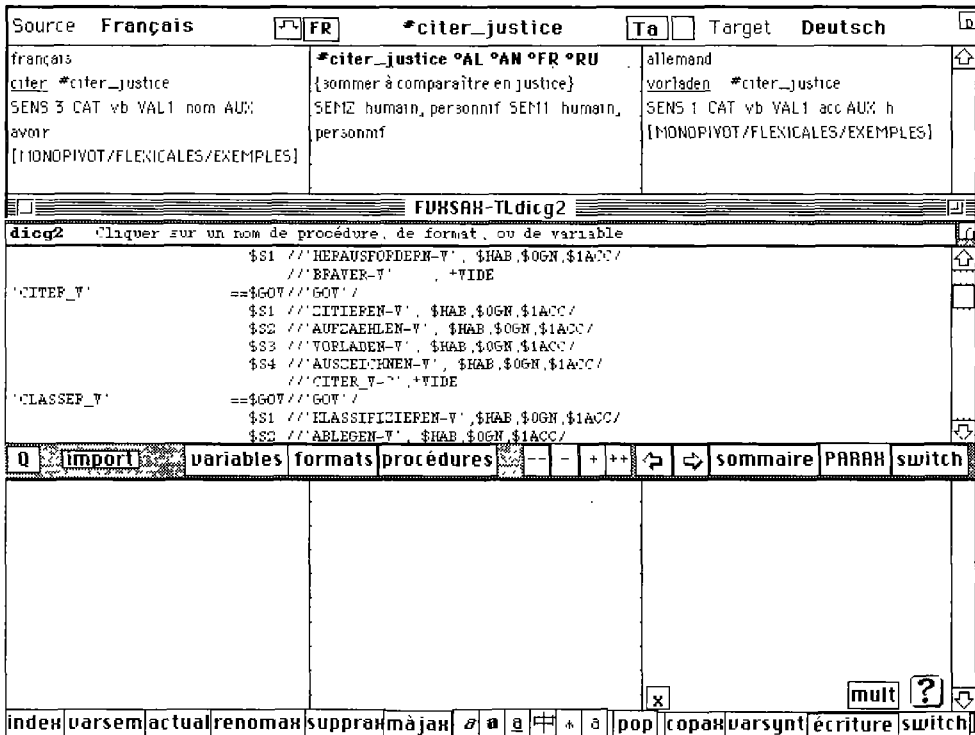 Source Français FR *citer_justice Ta Target Deutsch
français
citer *citer_justice
SENS 3 CAT vb VAL1 nom AUX
avoir
[MONOPIVOT/FLEXICALES/EXEMPLES]
*citer_justice °AL °AN °FR °RU
{sommer à comparaître en justice}
SEM2 humain, personnif SEM1 humain,
personnif
allemand
vorladen *citer_justice
SENS 1 CAT vb VAL1 acc AUX h
[MONOPIVOT/FLEXICALES/EXEMPLES]
FVXSAX-TLdicg2
dicg2 Cliquer sur un nom de procédure, de format, ou de variable
$S1 //'HERAUSFORDERN-V', $HAB,$0GN,$1ACC/
//'BRAVER-V' ,+VIDE
'CITER_V' ==$GOV//'GOV'/
$S1 //'ZITIEREN-V', $HAB,$0GN,$1ACC/
$S2 //'AUFZAEHLEN-V', $HAB,$0GN,$1ACC/
$S3 //'VORLADEN-V', $HAB,$0GN,$1ACC/
$S4 //'AUSZEICHNEN-V', $HAB,$0GN,$1ACC/
//'CITER_V-?',+VIDE
'CLASSER_V' ==$GOV//'GOV'/
$S1 //'KLASSIFIZIEREN-V',$HAB,$0GN,$1ACC/
$S2 //'ABLEGEN-V', $HAB,$0GN,$1ACC/
Q import variables formats procédures -- - + ++ sommaire PARAX switch
x mult ?
index varsem actual renomax supprax màjax a a a 中 a pop copax varsynt écriture switch